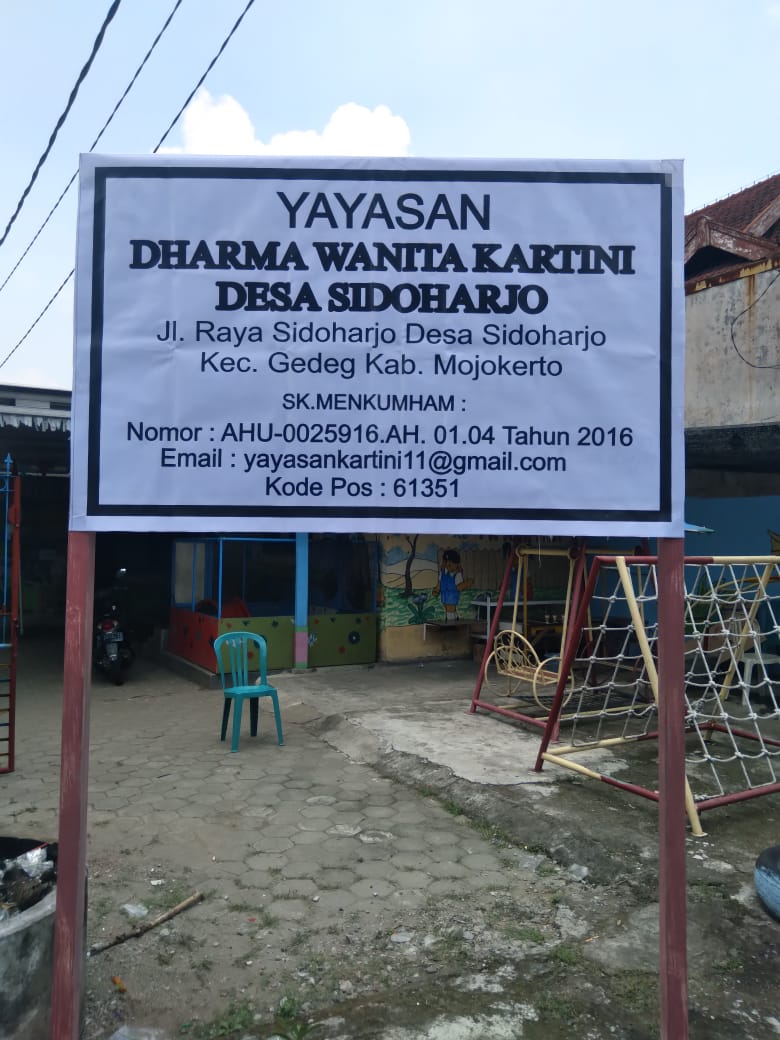 YAYASAN
DHARMA WANITA KARTINI
DESA SIDOHARJO
Jl. Raya Sidoharjo Desa Sidoharjo
Kec. Gedeg Kab. Mojokerto
SK.MENKUMHAM :
Nomor : AHU-0025916.AH. 01.04 Tahun 2016
Email : yayasankartini11@gmail.com
Kode Pos : 61351